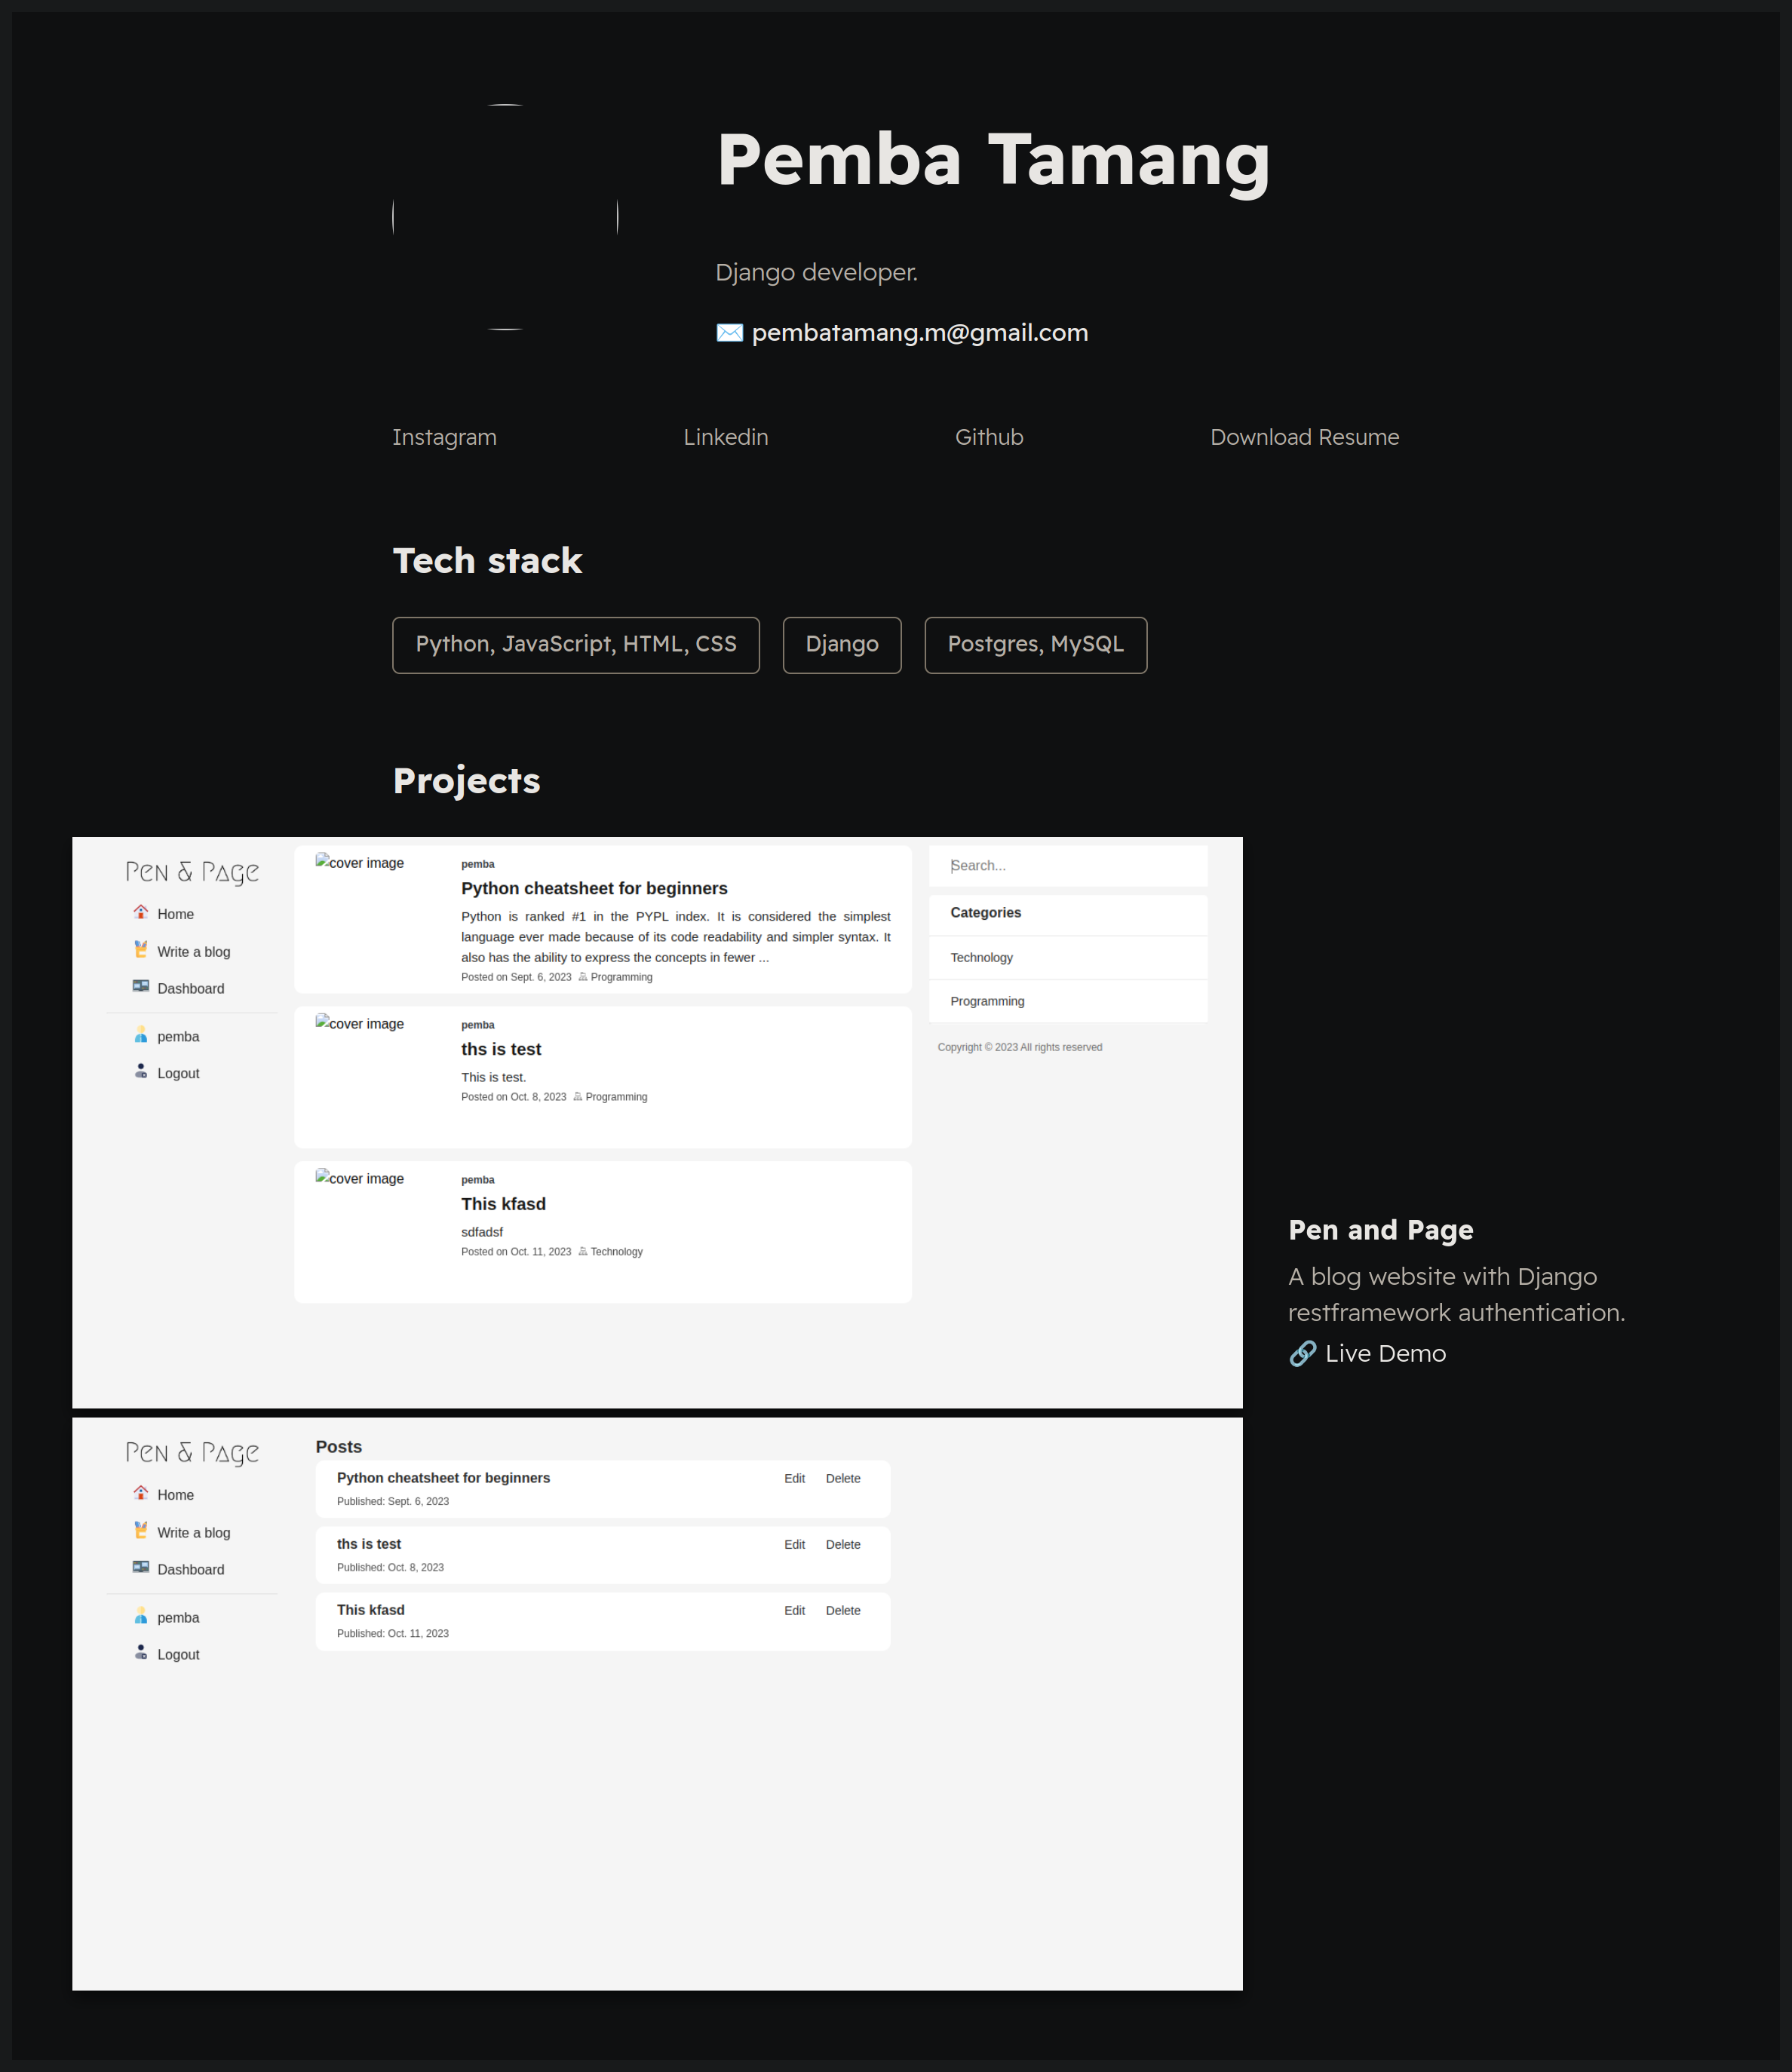 Pemba Tamang
Django developer.
✉️ pembatamang.m@gmail.com
Instagram
Linkedin
Github
Download Resume
Tech stack
Python, JavaScript, HTML, CSS
Django
Postgres, MySQL
Projects
Pen & Page
Home
Write a blog
Dashboard
pemba
Logout
cover image
pemba
Python cheatsheet for beginners
Python is ranked #1 in the PYPL index. It is considered the simplest
language ever made because of its code readability and simpler syntax. It
also has the ability to express the concepts in fewer ...
Posted on Sept. 6, 2023 Programming
cover image
pemba
ths is test
This is test.
Posted on Oct. 8, 2023 Programming
cover image
pemba
This kfasd
sdfadsf
Posted on Oct. 11, 2023 Technology
Search...
Categories
Technology
Programming
Copyright © 2023 All rights reserved
Pen and Page
A blog website with Django
restframework authentication.
🔗 Live Demo
Pen & Page
Home
Write a blog
Dashboard
pemba
Logout
Posts
Python cheatsheet for beginners
Edit Delete
Published: Sept. 6, 2023
ths is test
Edit Delete
Published: Oct. 8, 2023
This kfasd
Edit Delete
Published: Oct. 11, 2023